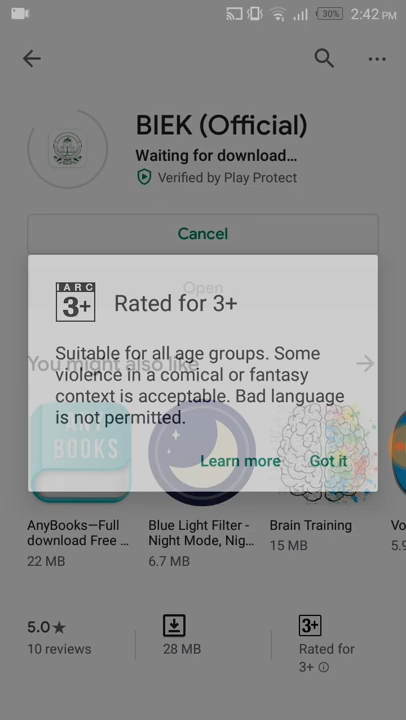 30%
2:42 PM
BIEK (Official)
Waiting for download...
Verified by Play Protect
Cancel
Open
IARC
3+
Rated for 3+
You might also like
Suitable for all age groups. Some
violence in a comical or fantasy
context is acceptable. Bad language
is not permitted.
ANY
BOOKS
Learn more
Got it
AnyBooks—Full
download Free ...
22 MB
Blue Light Filter -
Night Mode, Nig...
6.7 MB
Brain Training
15 MB
Vo
5.9
5.0★
10 reviews
28 MB
3+
Rated for
3+